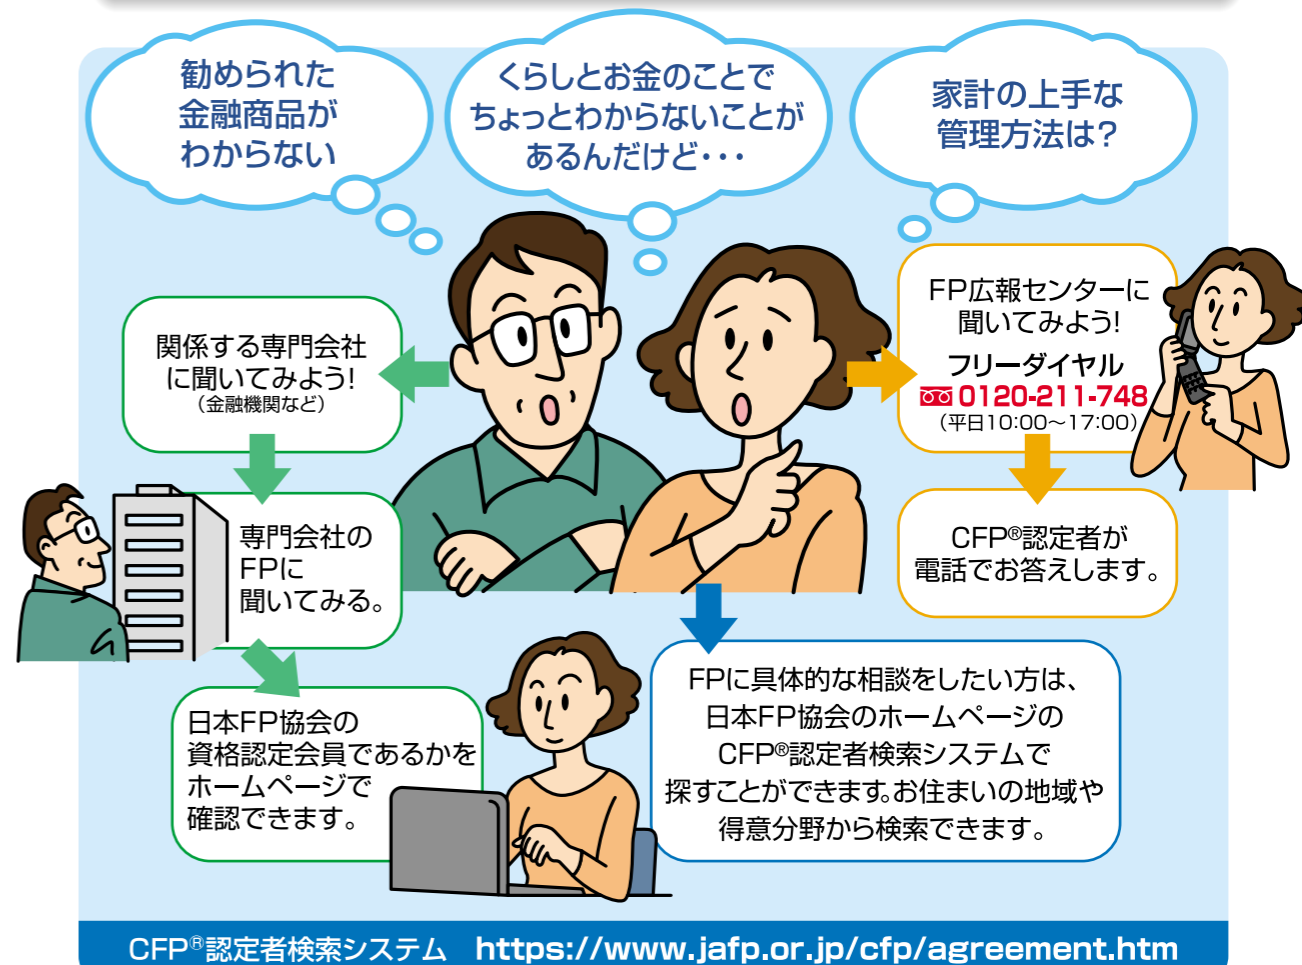 勧められた
金融商品が
わからない
くらしとお金のことで
ちょっとわからないことが
あるんだけど・・・
家計の上手な
管理方法は?
関係する専門会社
に聞いてみよう!
(金融機関など)
専門会社の
FPに
聞いてみる。
日本FP協会の
資格認定会員であるかを
ホームページで
確認できます。
FP広報センターに
聞いてみよう!
フリーダイヤル
0120-211-748
(平日10:00～17:00)
CFP®認定者が
電話でお答えします。
FPに具体的な相談をしたい方は、
日本FP協会のホームページの
CFP®認定者検索システムで
探すことができます。お住まいの地域や
得意分野から検索できます。
CFP®認定者検索システム https://www.jafp.or.jp/cfp/agreement.htm